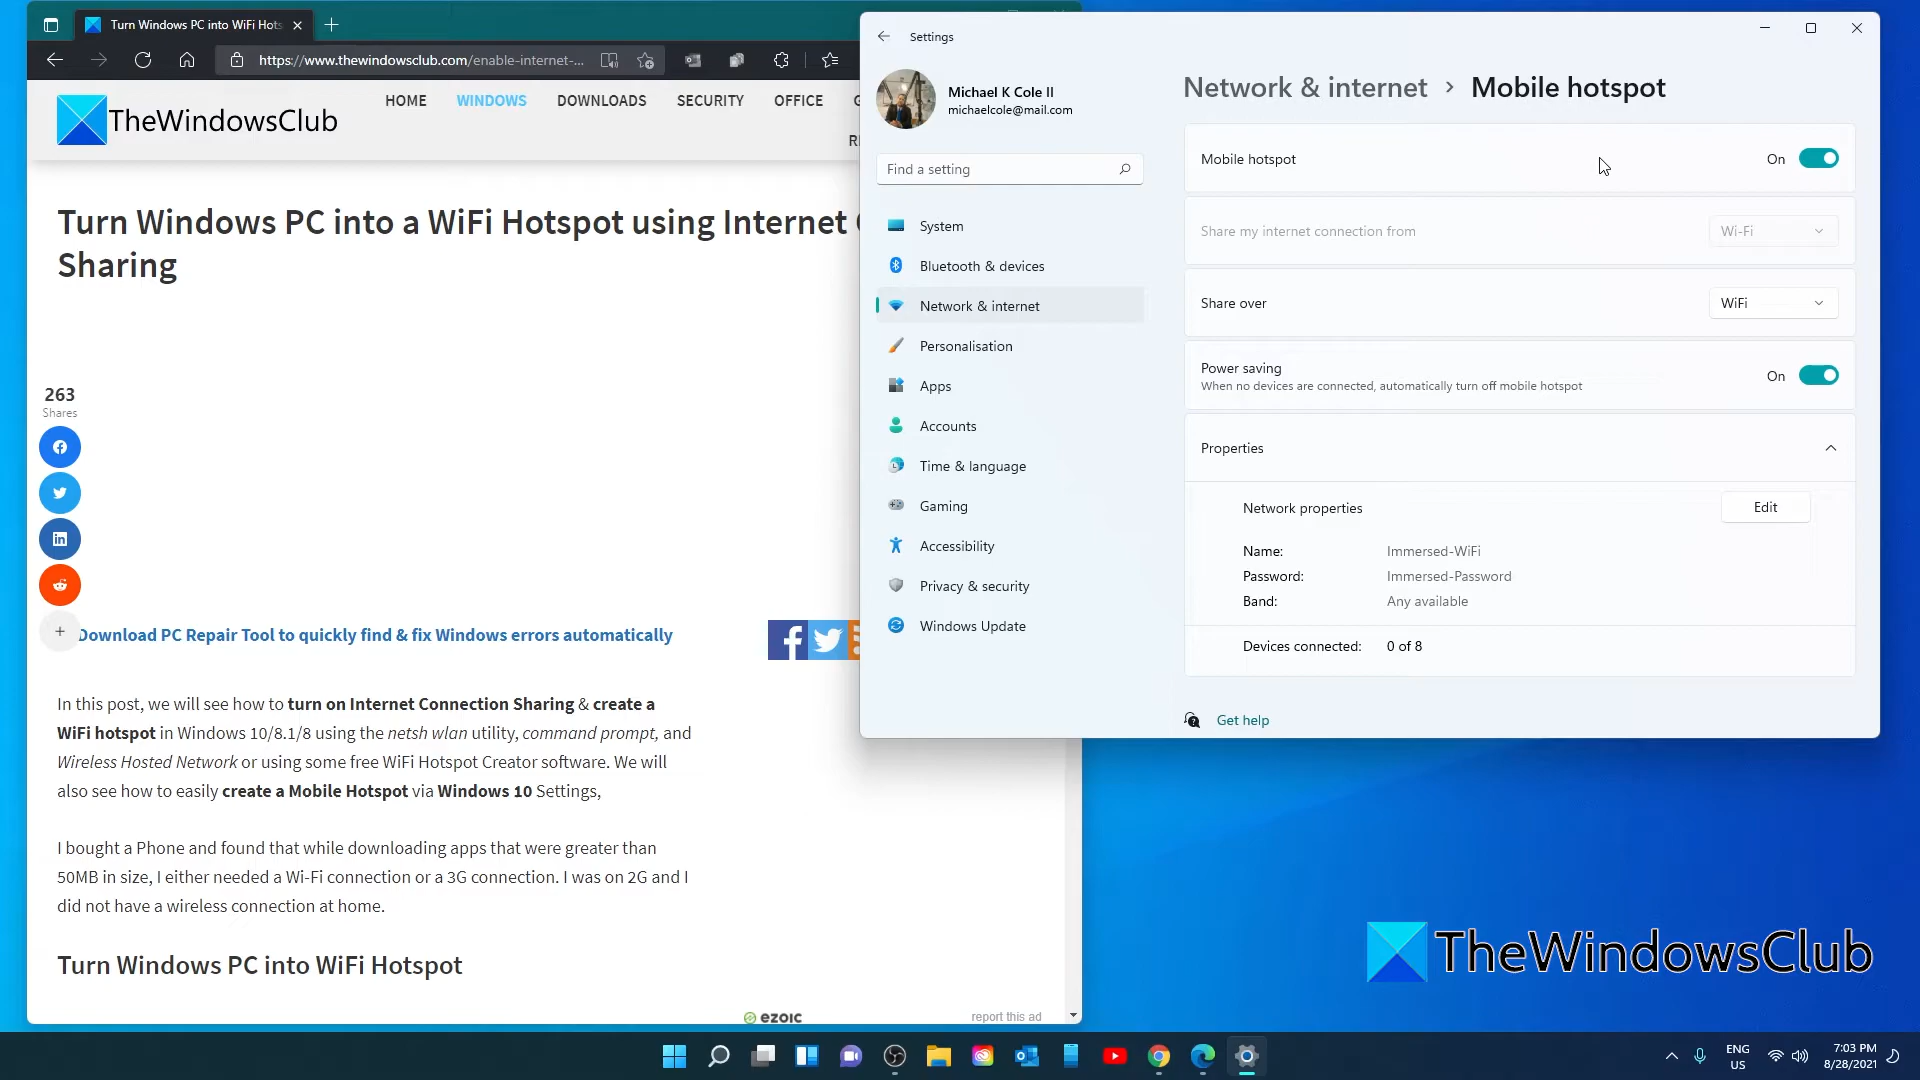 Turn Windows PC into WiFi Hots
https://www.thewindowsclub.com/enable-internet-...
TheWindowsClub
HOME
WINDOWS
DOWNLOADS
SECURITY
OFFICE
Turn Windows PC into a WiFi Hotspot using Internet
Sharing
263
Shares
Download PC Repair Tool to quickly find & fix Windows errors automatically
In this post, we will see how to turn on Internet Connection Sharing & create a
WiFi hotspot in Windows 10/8.1/8 using the netsh wlan utility, command prompt, and
Wireless Hosted Network or using some free WiFi Hotspot Creator software. We will
also see how to easily create a Mobile Hotspot via Windows 10 Settings,
I bought a Phone and found that while downloading apps that were greater than
50MB in size, I either needed a Wi-Fi connection or a 3G connection. I was on 2G and I
did not have a wireless connection at home.
Turn Windows PC into WiFi Hotspot
ezoic
report this ad
Settings
Michael K Cole II
michaelcole@mail.com
Find a setting
System
Bluetooth & devices
Network & internet
Personalisation
Apps
Accounts
Time & language
Gaming
Accessibility
Privacy & security
Windows Update
Network & internet > Mobile hotspot
Mobile hotspot
On
Share my internet connection from
Wi-Fi
Share over
WiFi
Power saving
When no devices are connected, automatically turn off mobile hotspot
On
Properties
Network properties
Edit
Name: Immersed-WiFi
Password: Immersed-Password
Band: Any available
Devices connected: 0 of 8
Get help
TheWindowsClub
ENG
US
7:03 PM
8/28/2021